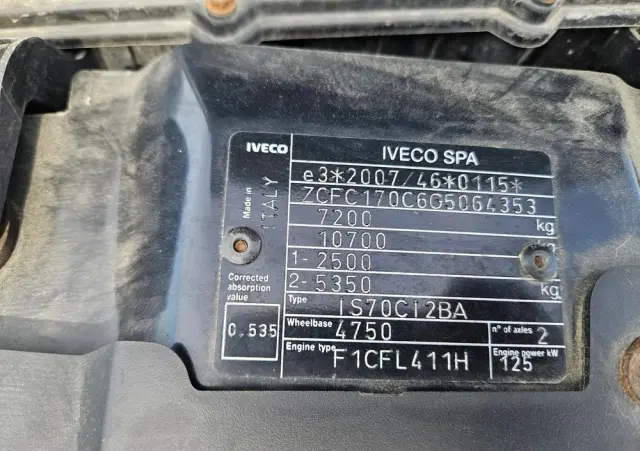 IVECO
IVECO SPA
e3*2007/46*0115*
ZCFC170C6G5064353
Made in
ITALY
7200 kg
10700
1-2500
2-5350 kg
Corrected
absorption
value
0.535
Type
IS70CI2BA
Wheelbase
4750
n° of axles 2
Engine type
F1CFL411H
Engine power kW
125